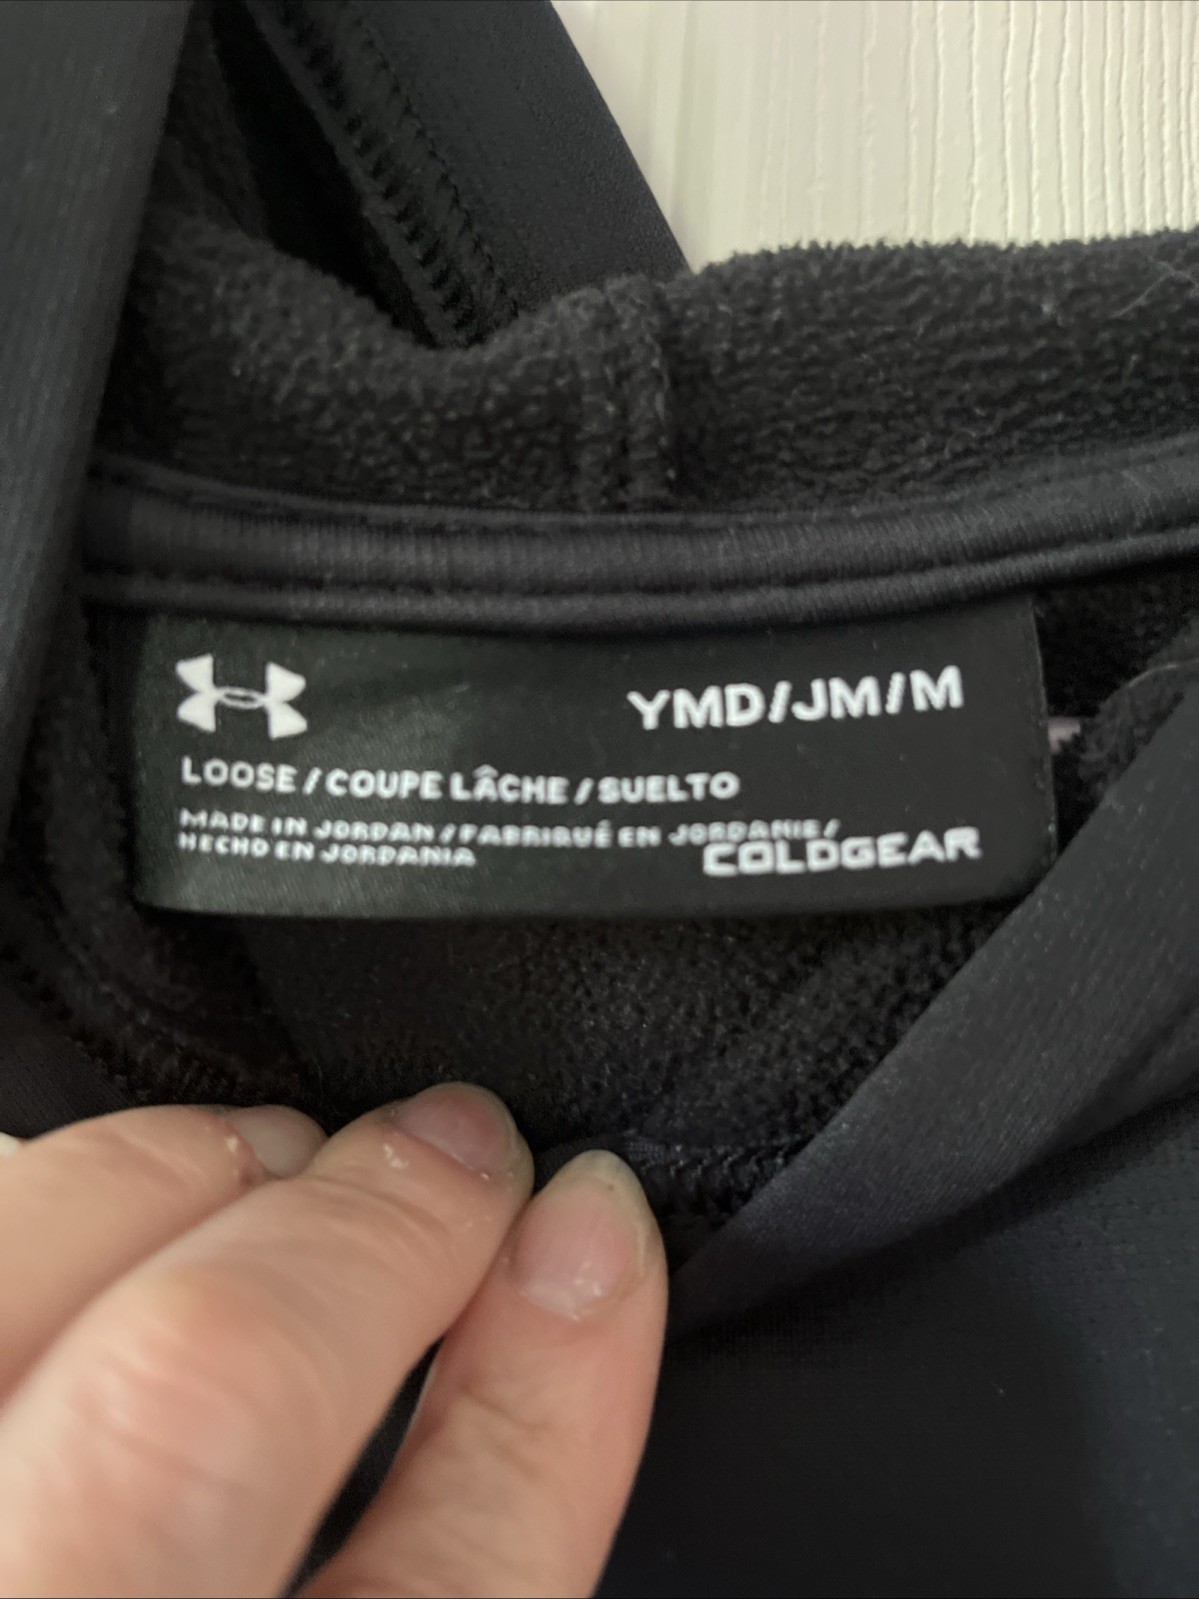 YMD/JM/M
LOOSE / COUPE LÂCHE / SUELTO
MADE IN JORDAN / FABRIQUÉ EN JORDANIE /
HECHO EN JORDANIA
COLDGEAR